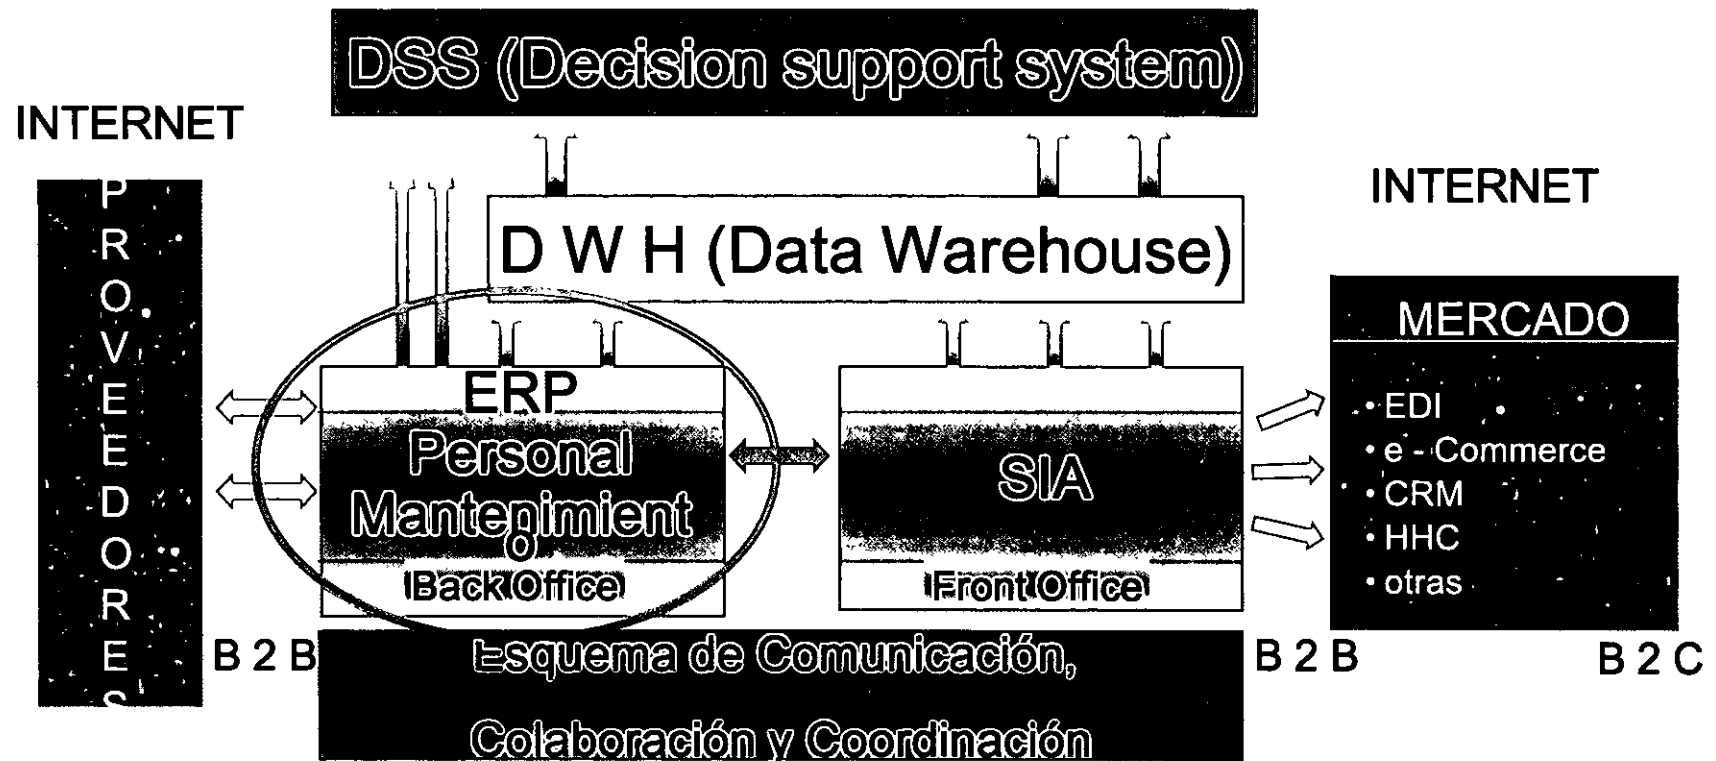 DSS (Decision support system)
INTERNET
PROVEEDORES
INTERNET
D W H (Data Warehouse)
MERCADO
• EDI
• e - Commerce
• CRM
• HHC
• otras
ERP
Personal
Mantenimient
o
Back Office
SIA
Front Office
B 2 B
Esquema de Comunicación,
Colaboración y Coordinación
B 2 B
B 2 C